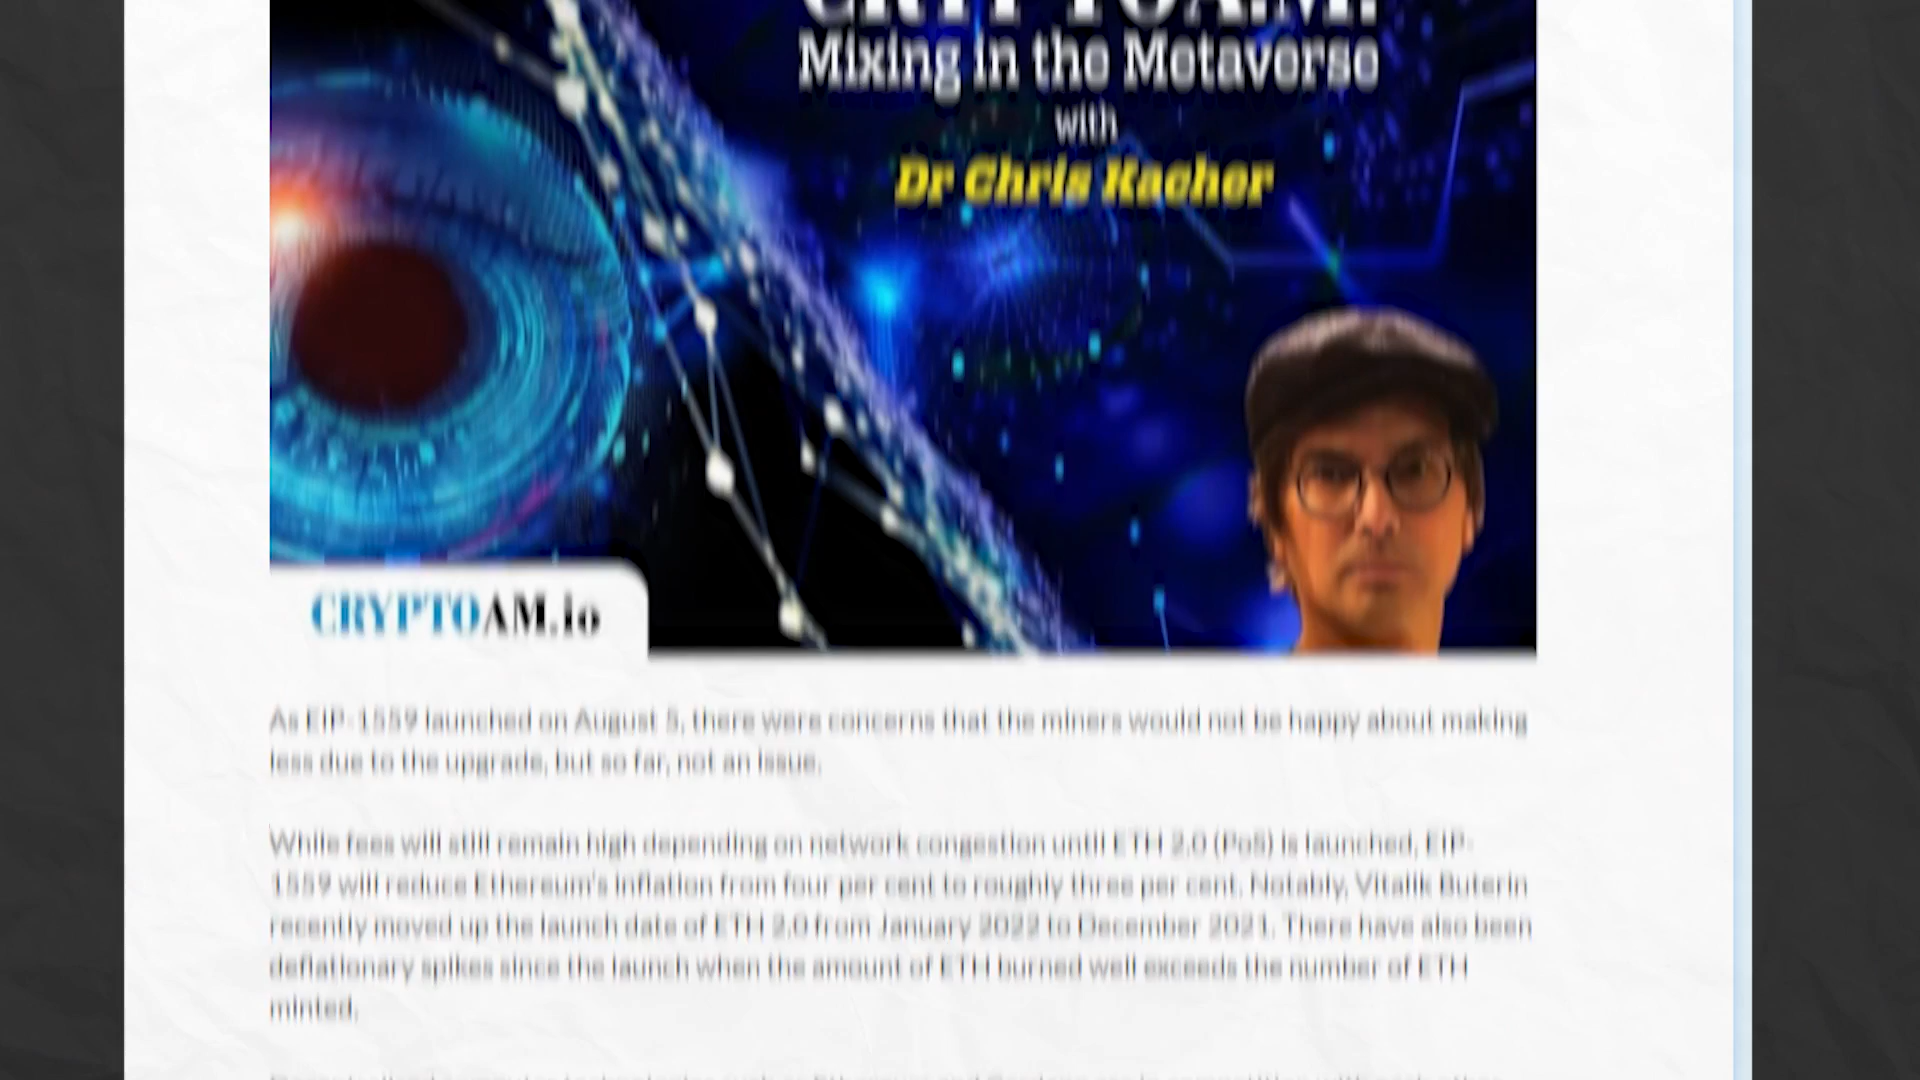 CRYPTOA.M.
Mixing in the Metaverse
with
Dr Chris Kacher
CRYPTOAM.io
As EIP-1559 launched on August 5, there were concerns that the miners would not be happy about making
less due to the upgrade, but so far, not an issue.
While fees will still remain high depending on network congestion until ETH 2.0 (PoS) is launched, EIP-
1559 will reduce Ethereum's inflation from four per cent to roughly three per cent. Notably, Vitalik Buterin
recently moved up the launch date of ETH 2.0 from January 2022 to December 2021. There have also been
deflationary spikes since the launch when the amount of ETH burned well exceeds the number of ETH
minted.